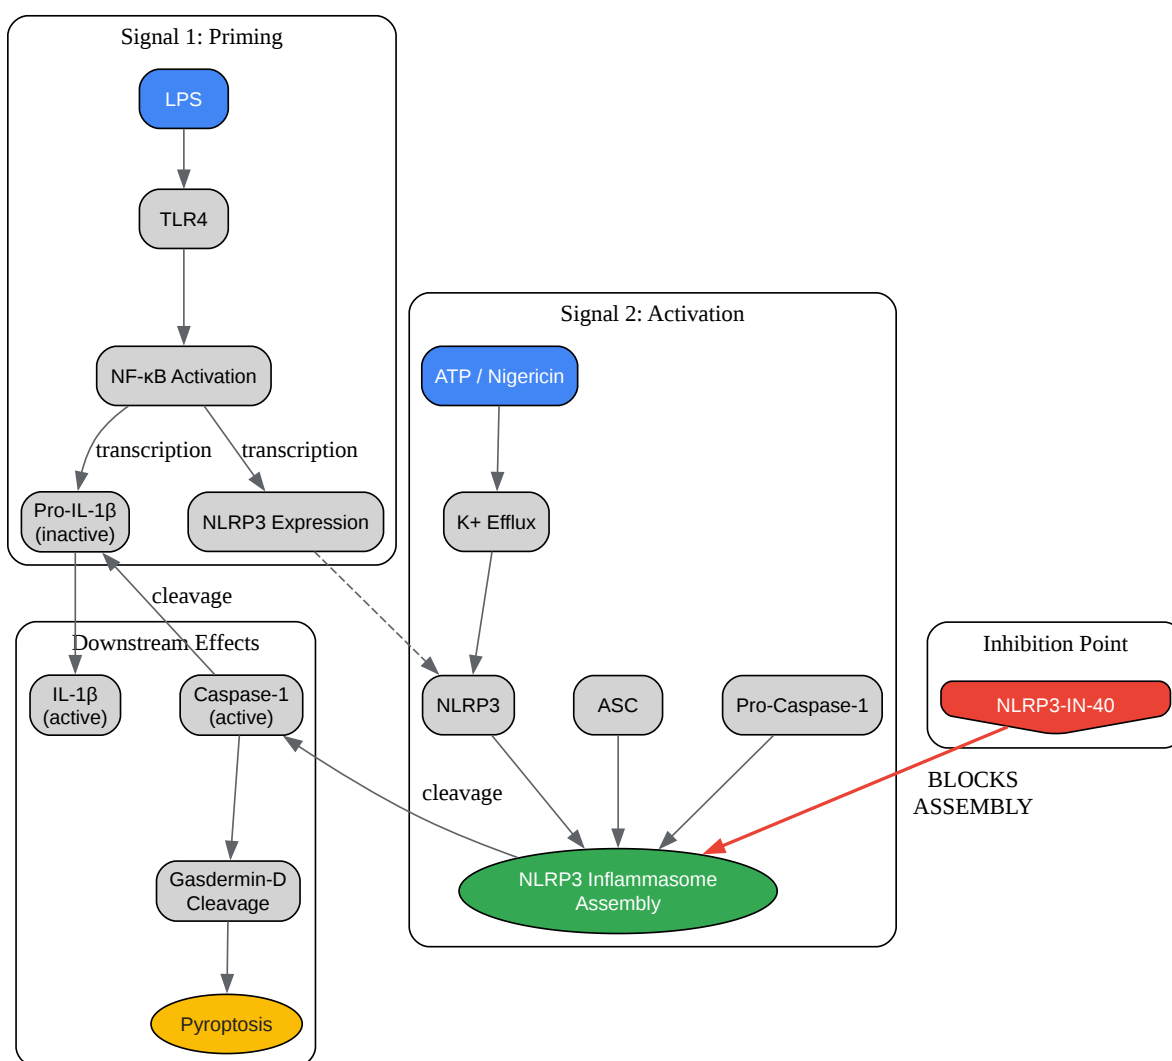 Signal 1: Priming
LPS
TLR4
NF-κB Activation
transcription
transcription
Pro-IL-1β
(inactive)
NLRP3 Expression
cleavage
Signal 2: Activation
ATP / Nigericin
K+ Efflux
NLRP3
ASC
Pro-Caspase-1
cleavage
NLRP3 Inflammasome
Assembly
Inhibition Point
NLRP3-IN-40
BLOCKS
ASSEMBLY
Downstream Effects
IL-1β
(active)
Caspase-1
(active)
Gasdermin-D
Cleavage
Pyroptosis